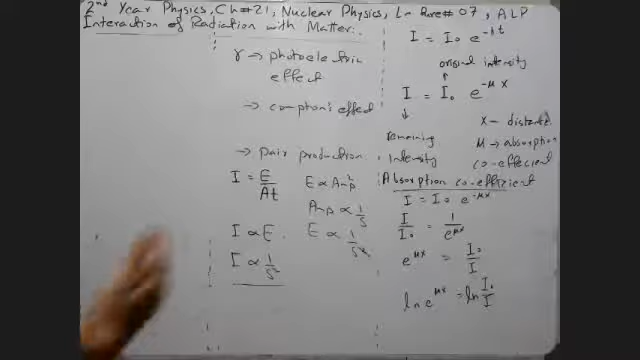 2nd Year Physics, Ch # 21, Nuclear Physics, Lecture # 07, ALP
Interaction of Radiation with Matter.
γ → photoelectric
effect
→ compton's effect
→ pair production
I = E/At
I ∝ E
I ∝ 1/s²
E ∝ Amp²
Amp ∝ 1/s
E ∝ 1/s²
I = I₀ e^-λt
original intensity
↑
I = I₀ e^-μx
↓
remaining
Intensity
x – distance
μ → absorption
co-effecient
Absorption co-efficient
I = I₀ e^-μx
I/I₀ = 1/e^μx
e^μx = I₀/I
ln e^μx = ln I₀/I